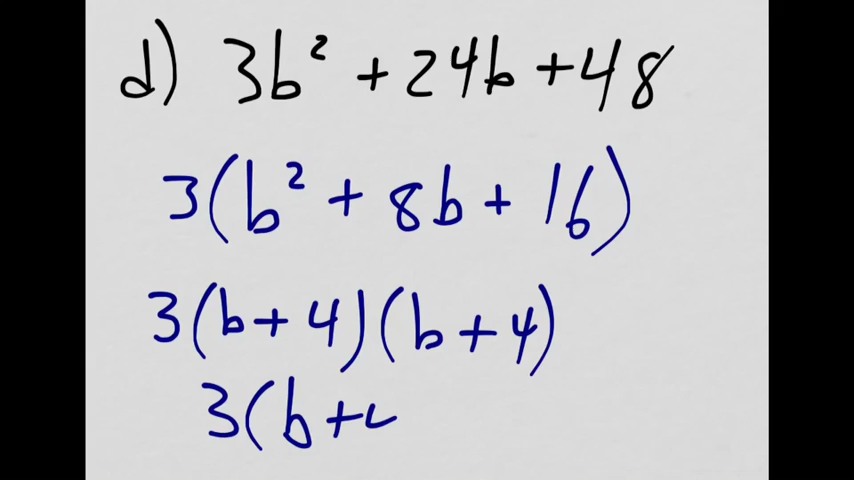 d) 3b² + 24b + 48
3(b² + 8b + 16)
3(b + 4)(b + 4)
3(b +